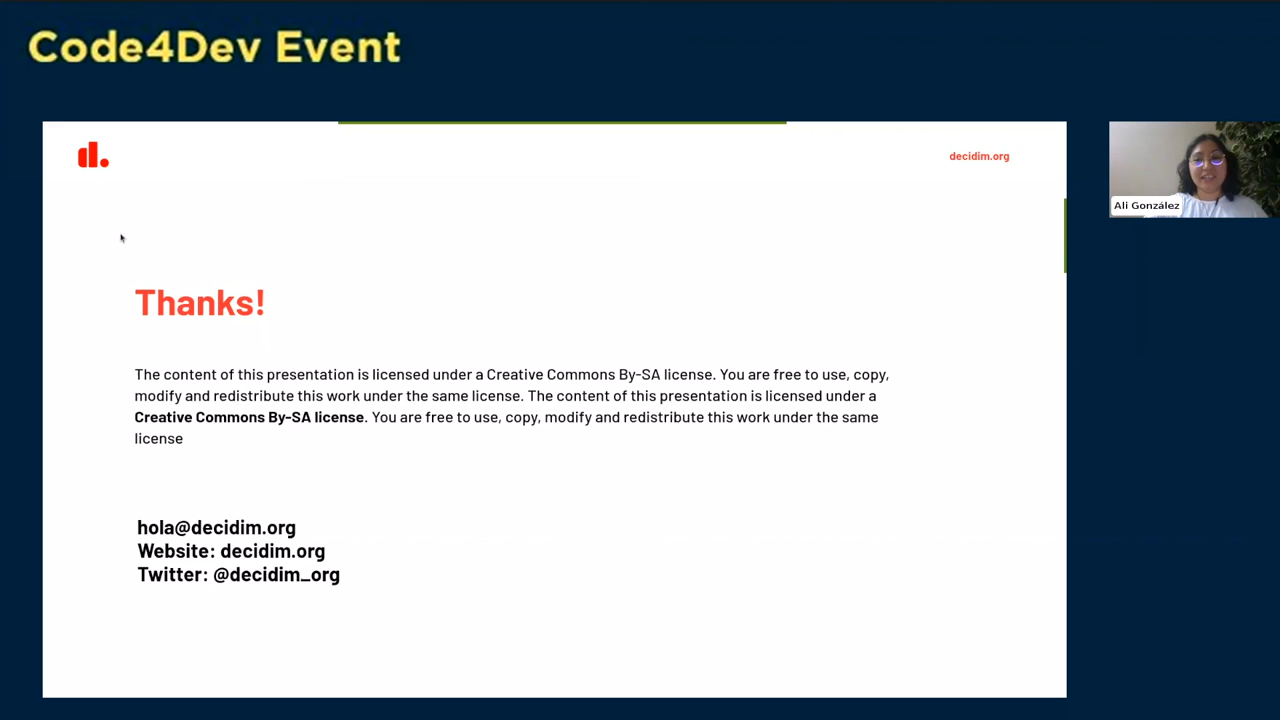 Code4Dev Event
d.
decidim.org
Ali González
Thanks!
The content of this presentation is licensed under a Creative Commons By-SA license. You are free to use, copy,
modify and redistribute this work under the same license. The content of this presentation is licensed under a
Creative Commons By-SA license. You are free to use, copy, modify and redistribute this work under the same
license
hola@decidim.org
Website: decidim.org
Twitter: @decidim_org